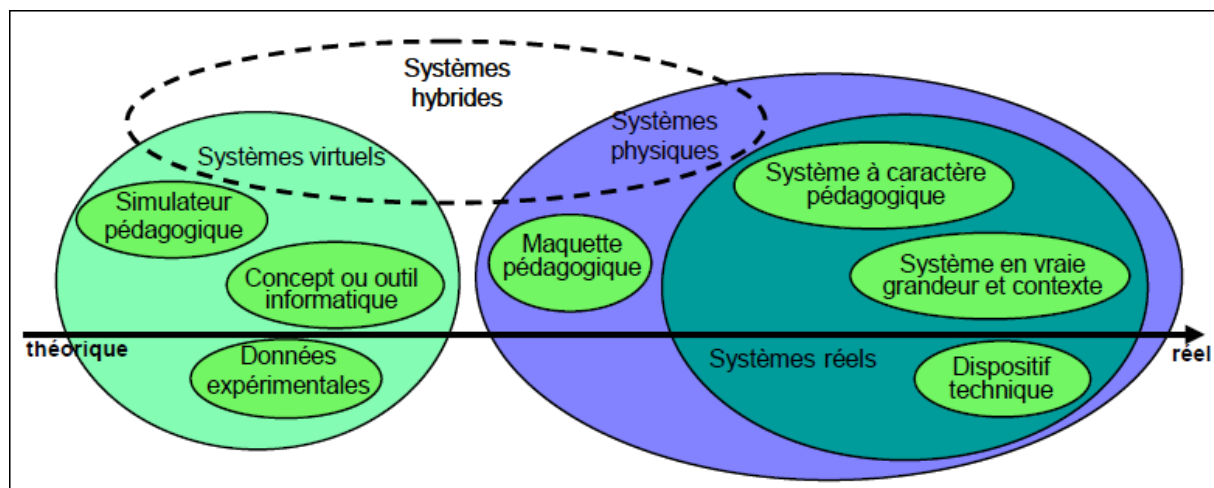 Systèmes
hybrides
Systèmes virtuels
Simulateur
pédagogique
Concept ou outil
informatique
Données
expérimentales
Systèmes
physiques
Maquette
pédagogique
Système à caractère
pédagogique
Système en vraie
grandeur et contexte
Systèmes réels
Dispositif
technique
théorique
réel